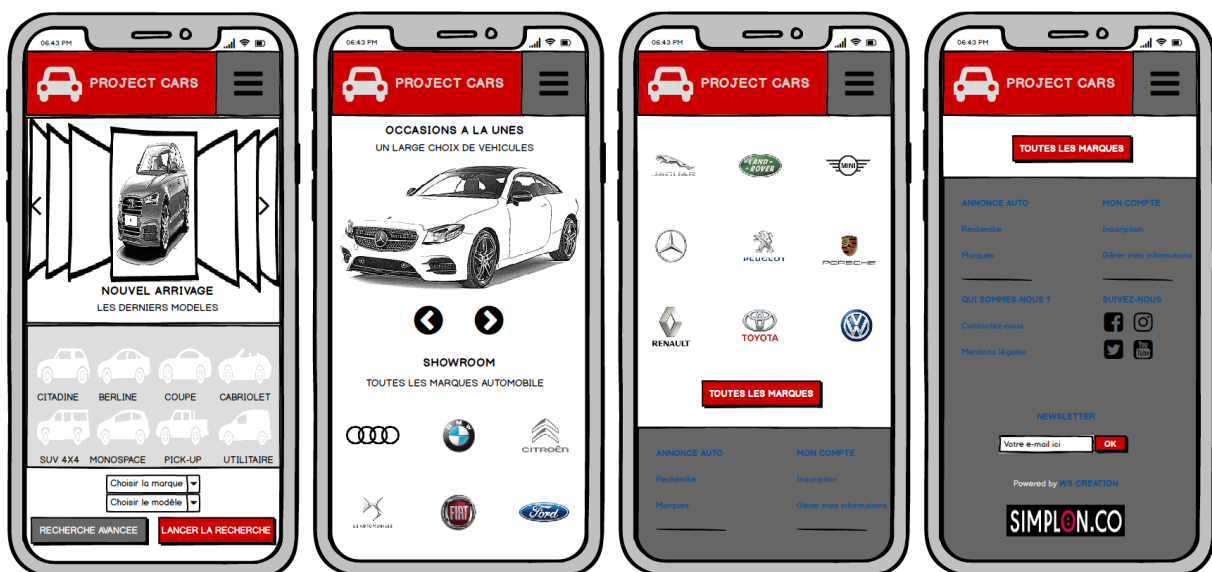 06:43 PM
PROJECT CARS
NOUVEL ARRIVAGE
LES DERNIERS MODELES
CITADINE BERLINE COUPE CABRIOLET
SUV 4X4 MONOSPACE PICK-UP UTILITAIRE
Choisir la marque
Choisir le modèle
RECHERCHE AVANCEE LANCER LA RECHERCHE
06:43 PM
PROJECT CARS
OCCASIONS A LA UNES
UN LARGE CHOIX DE VEHICULES
SHOWROOM
TOUTES LES MARQUES AUTOMOBILE
BMW
CITROËN
DS AUTOMOBILES
FIAT
Ford
06:43 PM
PROJECT CARS
JAGUAR
LAND-ROVER
MINI
PEUGEOT
PORSCHE
RENAULT
TOYOTA
TOUTES LES MARQUES
ANNONCE AUTO MON COMPTE
Recherche Inscription
Marques Gérer mes informations
06:43 PM
PROJECT CARS
TOUTES LES MARQUES
ANNONCE AUTO MON COMPTE
Recherche Inscription
Marques Gérer mes informations
QUI SOMMES-NOUS ? SUIVEZ-NOUS
Contactez-nous
Mentions légales
You Tube
NEWSLETTER
Votre e-mail ici OK
Powered by WS CREATION
SIMPLON.CO